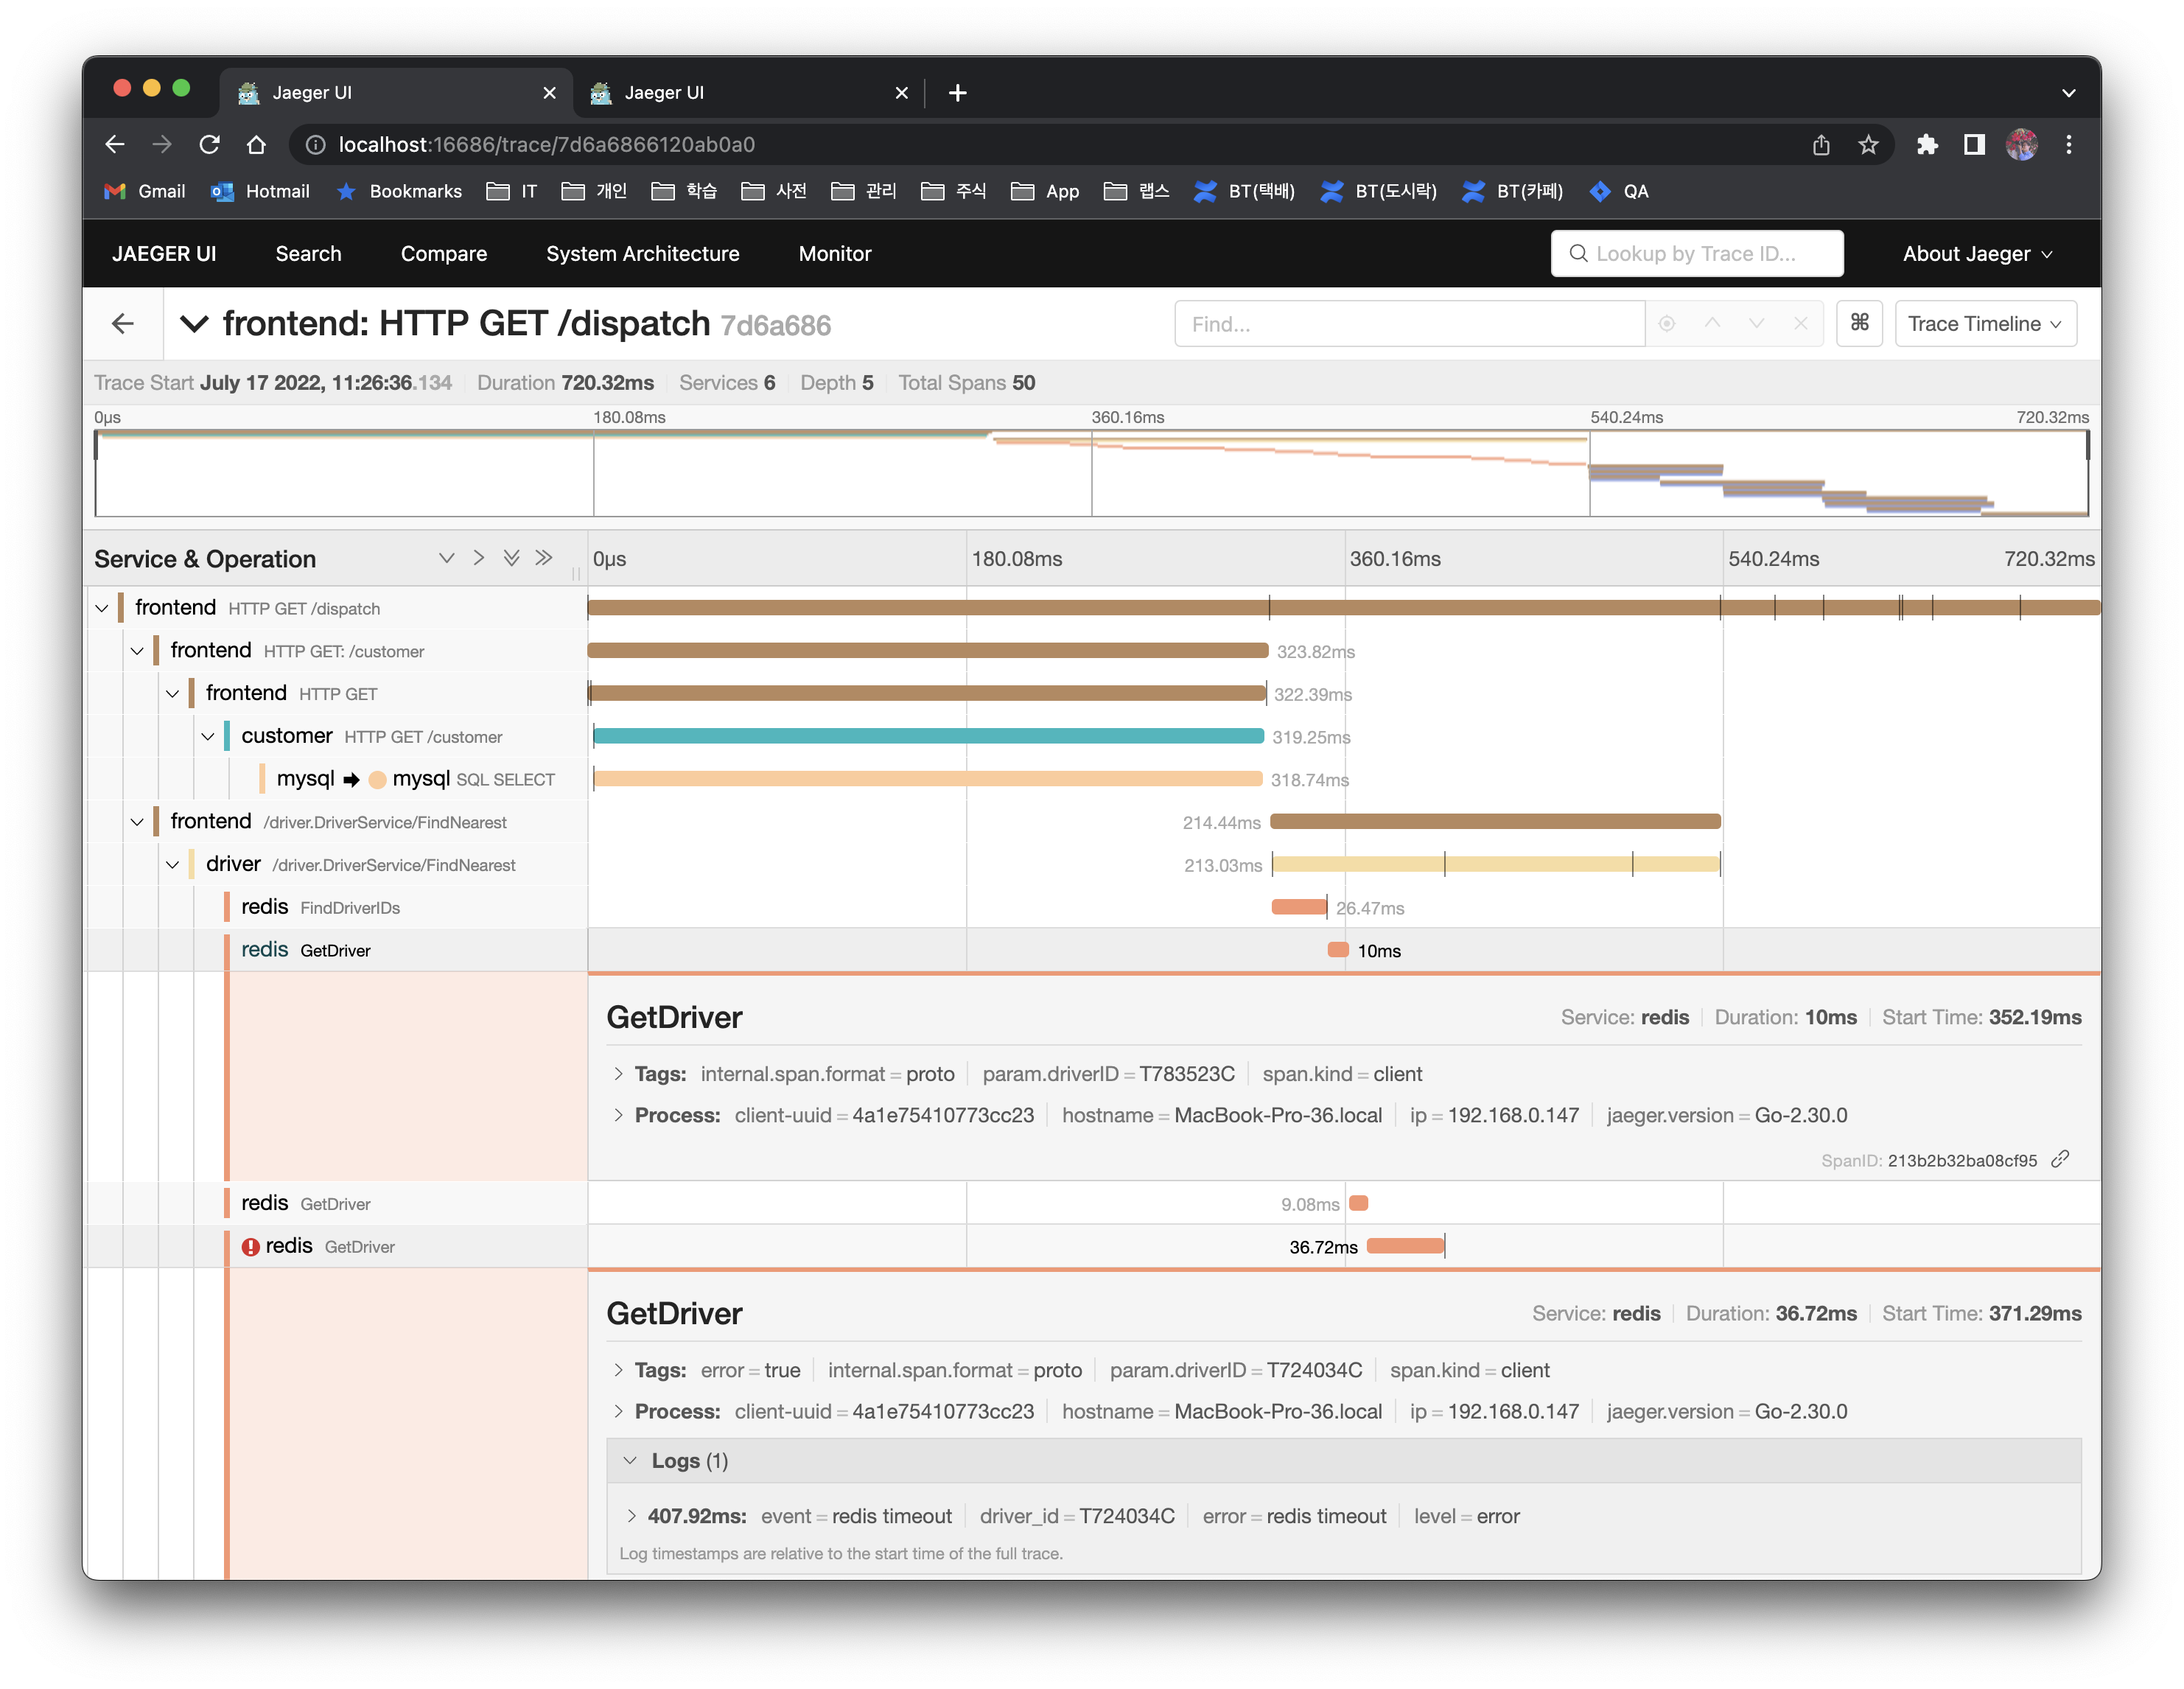 Jaeger UI Jaeger UI
localhost:16686/trace/7d6a6866120ab0a0
Gmail Hotmail Bookmarks IT 개인 학습 사전 관리 주식 App 랩스 BT(택배) BT(도시락) BT(카페) QA
JAEGER UI Search Compare System Architecture Monitor Lookup by Trace ID... About Jaeger
frontend: HTTP GET /dispatch 7d6a686 Find... ⌘ Trace Timeline
Trace Start July 17 2022, 11:26:36.134 Duration 720.32ms Services 6 Depth 5 Total Spans 50
0μs 180.08ms 360.16ms 540.24ms 720.32ms
Service & Operation 0μs 180.08ms 360.16ms 540.24ms 720.32ms
frontend HTTP GET /dispatch
frontend HTTP GET: /customer 323.82ms
frontend HTTP GET 322.39ms
customer HTTP GET /customer 319.25ms
mysql → mysql SQL SELECT 318.74ms
frontend /driver.DriverService/FindNearest 214.44ms
driver /driver.DriverService/FindNearest 213.03ms
redis FindDriverIDs 26.47ms
redis GetDriver 10ms
GetDriver Service: redis Duration: 10ms Start Time: 352.19ms
Tags: internal.span.format = proto param.driverID = T783523C span.kind = client
Process: client-uuid = 4a1e75410773cc23 hostname = MacBook-Pro-36.local ip = 192.168.0.147 jaeger.version = Go-2.30.0
SpanID: 213b2b32ba08cf95
redis GetDriver 9.08ms
redis GetDriver 36.72ms
GetDriver Service: redis Duration: 36.72ms Start Time: 371.29ms
Tags: error = true internal.span.format = proto param.driverID = T724034C span.kind = client
Process: client-uuid = 4a1e75410773cc23 hostname = MacBook-Pro-36.local ip = 192.168.0.147 jaeger.version = Go-2.30.0
Logs (1)
407.92ms: event = redis timeout driver_id = T724034C error = redis timeout level = error
Log timestamps are relative to the start time of the full trace.